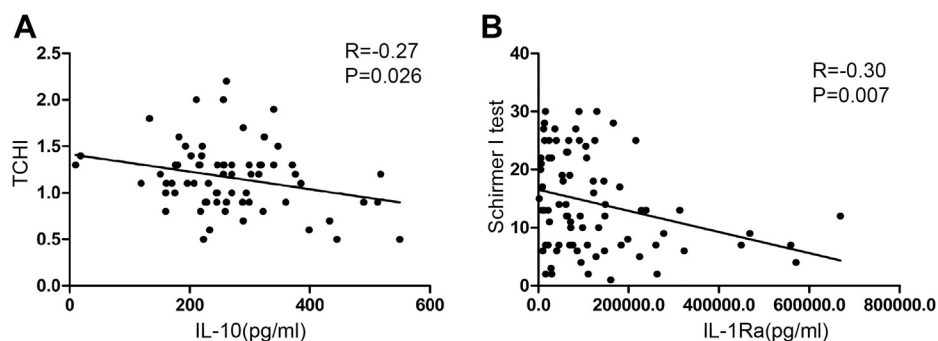 A
R=-0.27
P=0.026
TCHI
2.5
2.0
1.5
1.0
0.5
0.0
0
200
400
600
IL-10(pg/ml)
B
R=-0.30
P=0.007
Schirmer I test
40
30
20
10
0
0.0
200000.0
400000.0
600000.0
800000.0
IL-1Ra(pg/ml)